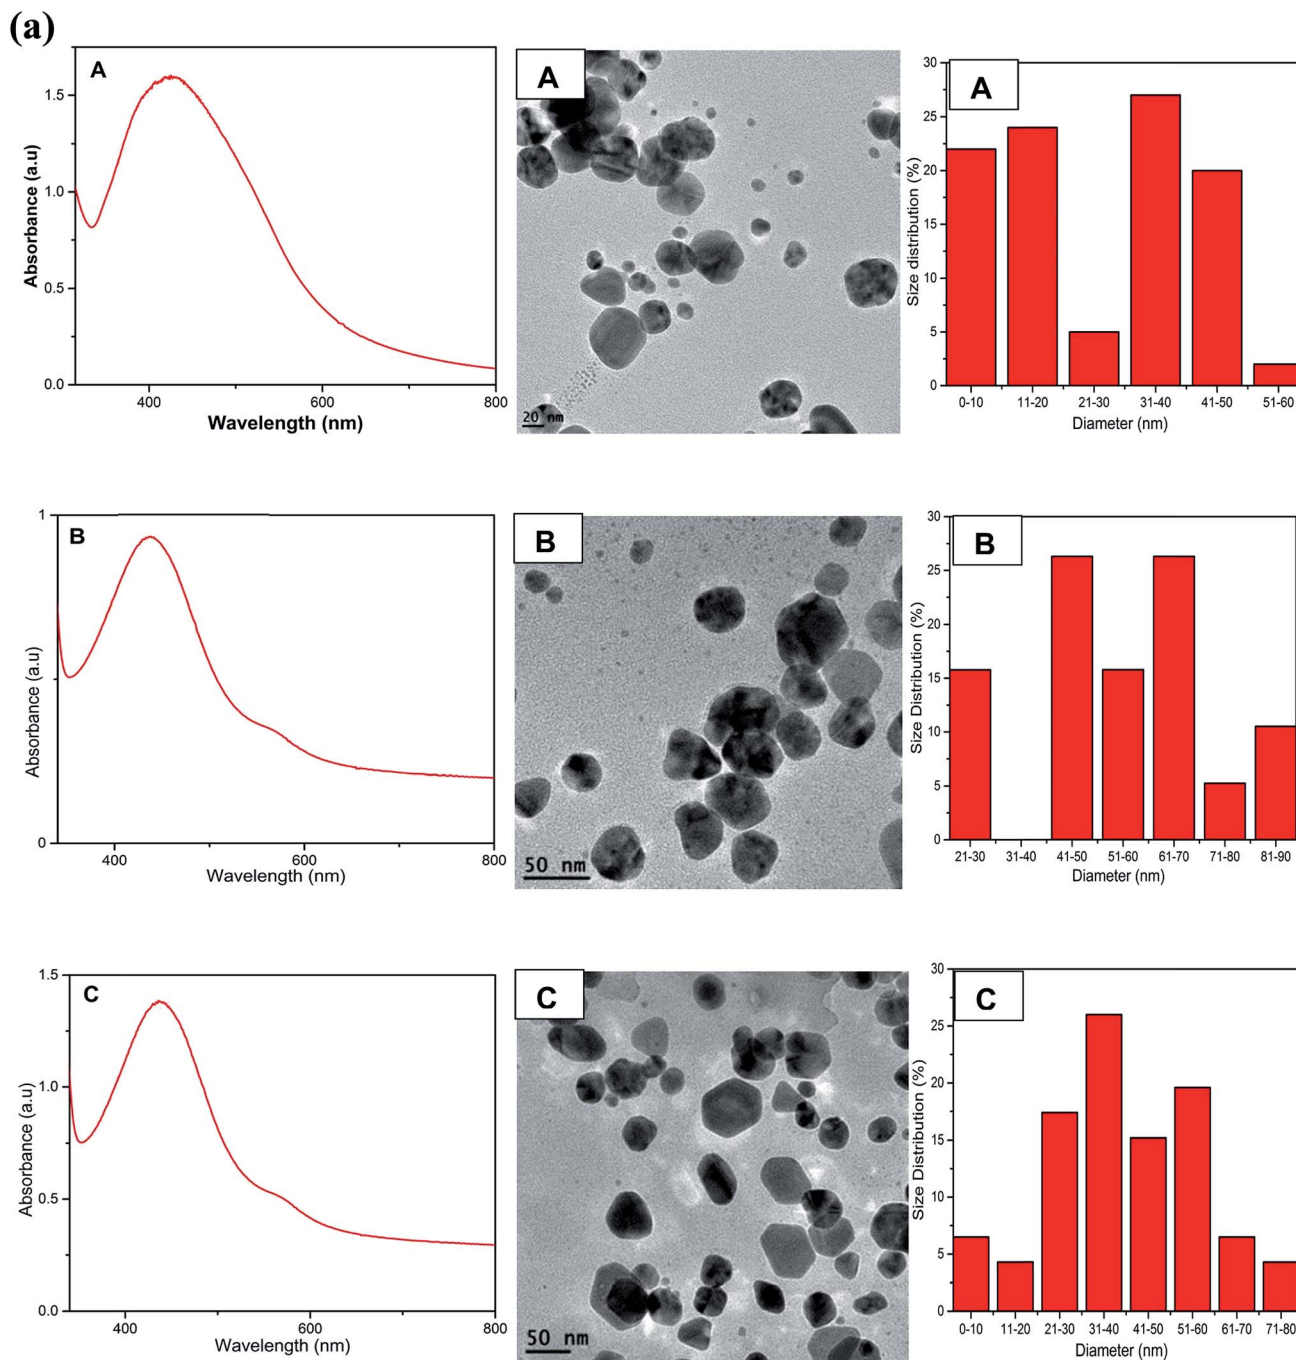 (a)
A
1.5
1.0
0.5
0.0
Absorbance (a.u)
400
600
800
Wavelength (nm)
A
20 nm
A
30
25
20
15
10
5
0
Size distribution (%)
0-10
11-20
21-30
31-40
41-50
51-60
Diameter (nm)
B
1
0
Absorbance (a.u)
400
600
800
Wavelength (nm)
B
50 nm
B
30
25
20
15
10
5
0
Size Distribution (%)
21-30
31-40
41-50
51-60
61-70
71-80
81-90
Diameter (nm)
C
1.5
1.0
0.5
0.0
Absorbance (a.u)
400
600
800
Wavelength (nm)
C
50 nm
C
30
25
20
15
10
5
0
Size Distribution (%)
0-10
11-20
21-30
31-40
41-50
51-60
61-70
71-80
Diameter (nm)